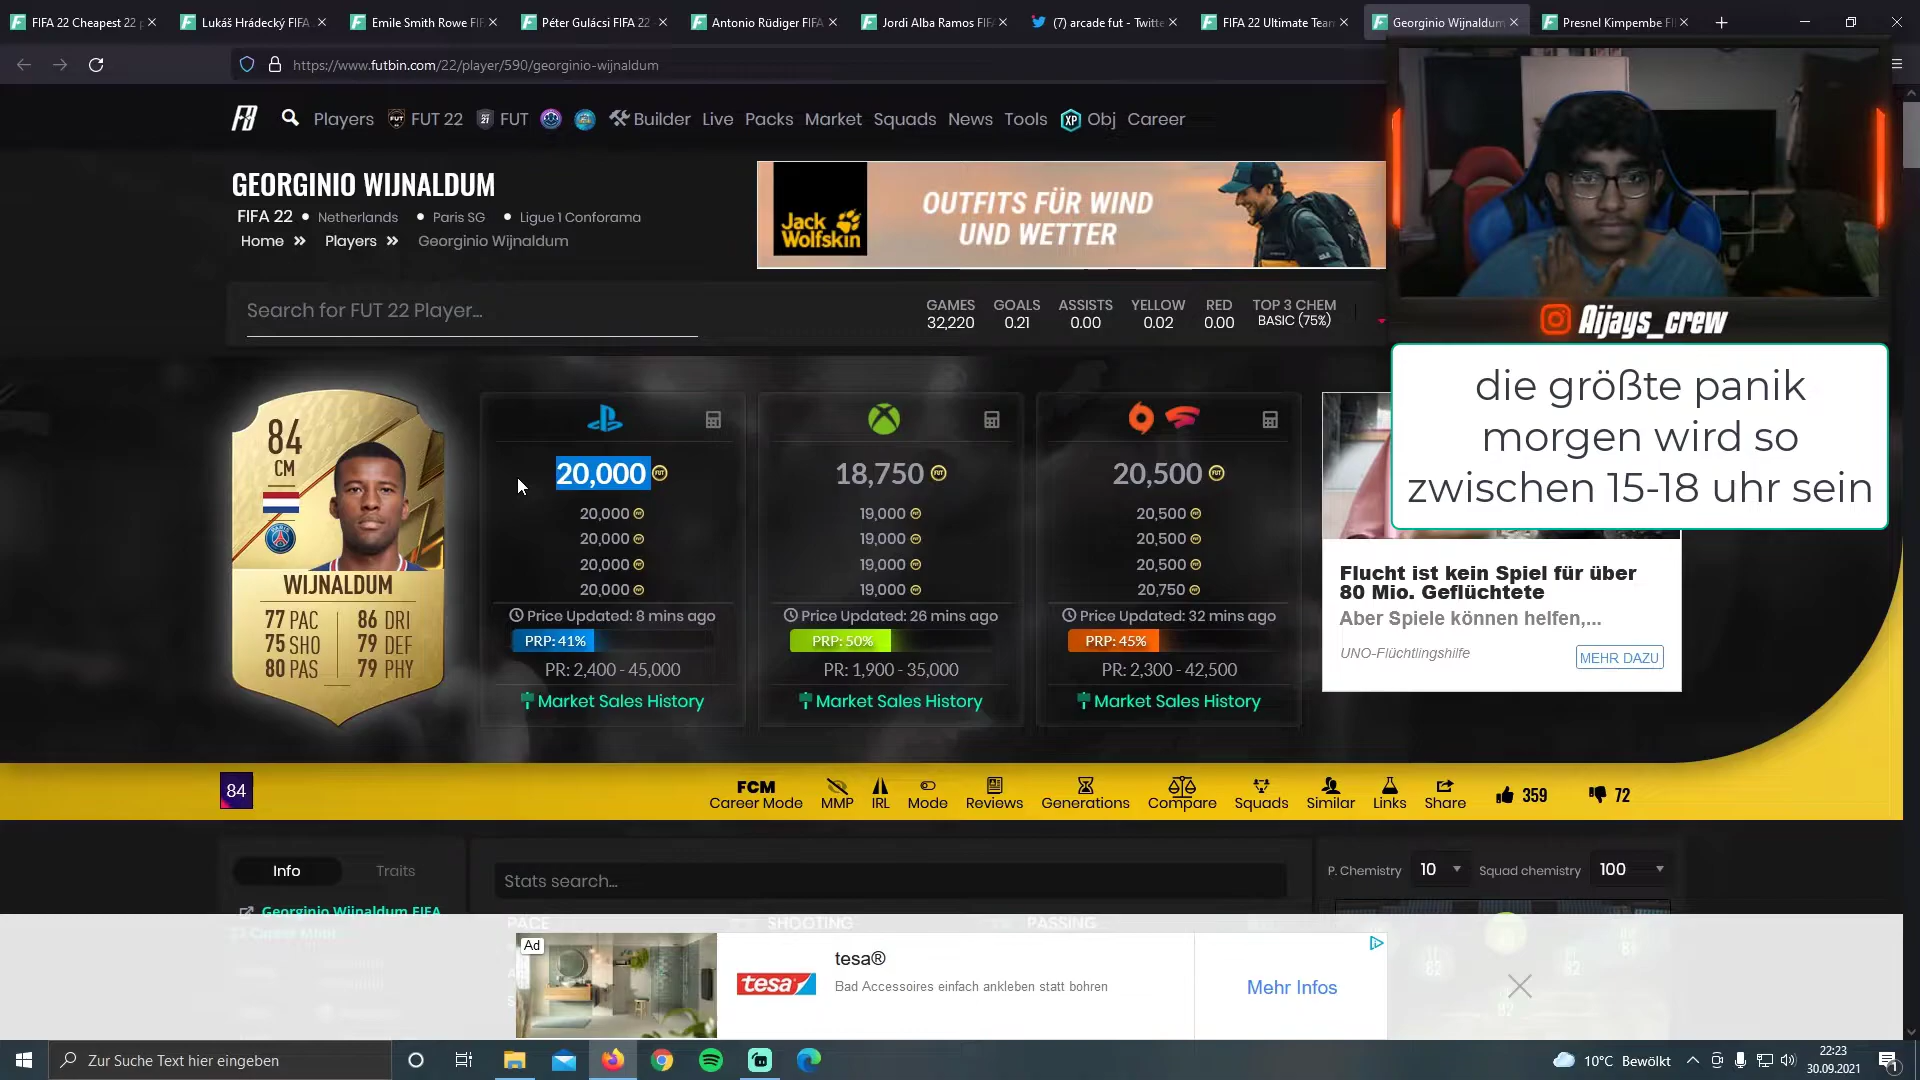 FIFA 22 Cheapest 22 p
Lukáš Hrádecký FIFA
Emile Smith Rowe FIF
Péter Gulácsi FIFA 22
Antonio Rüdiger FIFA
Jordi Alba Ramos FIFA
(7) arcade fut - Twitte
FIFA 22 Ultimate Team
Georginio Wijnaldum
Presnel Kimpembe FI
https://www.futbin.com/22/player/590/georginio-wijnaldum
Players FUT 22 FUT Builder Live Packs Market Squads News Tools XP Obj Career
GEORGINIO WIJNALDUM
FIFA 22 • Netherlands • Paris SG • Ligue 1 Conforama
Home » Players » Georginio Wijnaldum
Jack Wolfskin
OUTFITS FÜR WIND
UND WETTER
Search for FUT 22 Player...
GAMES GOALS ASSISTS YELLOW RED TOP 3 CHEM
32,220 0.21 0.00 0.02 0.00 BASIC (75%)
Aijays_crew
die größte panik
morgen wird so
zwischen 15-18 uhr sein
84
CM
WIJNALDUM
77 PAC 86 DRI
75 SHO 79 DEF
80 PAS 79 PHY
20,000
20,000
20,000
20,000
20,000
Price Updated: 8 mins ago
PRP: 41%
PR: 2,400 - 45,000
Market Sales History
18,750
19,000
19,000
19,000
19,000
Price Updated: 26 mins ago
PRP: 50%
PR: 1,900 - 35,000
Market Sales History
20,500
20,500
20,500
20,500
20,750
Price Updated: 32 mins ago
PRP: 45%
PR: 2,300 - 42,500
Market Sales History
Flucht ist kein Spiel für über
80 Mio. Geflüchtete
Aber Spiele können helfen,...
UNO-Flüchtlingshilfe
MEHR DAZU
84
FCM
Career Mode MMP IRL Mode Reviews Generations Compare Squads Similar Links Share 359 72
Info Traits
Stats search...
P. Chemistry 10 Squad chemistry 100
Georginio Wijnaldum FIFA
PACE SHOOTING PASSING
Ad
tesa
tesa®
Bad Accessoires einfach ankleben statt bohren
Mehr Infos
Zur Suche Text hier eingeben
10°C Bewölkt
22:23
30.09.2021
1